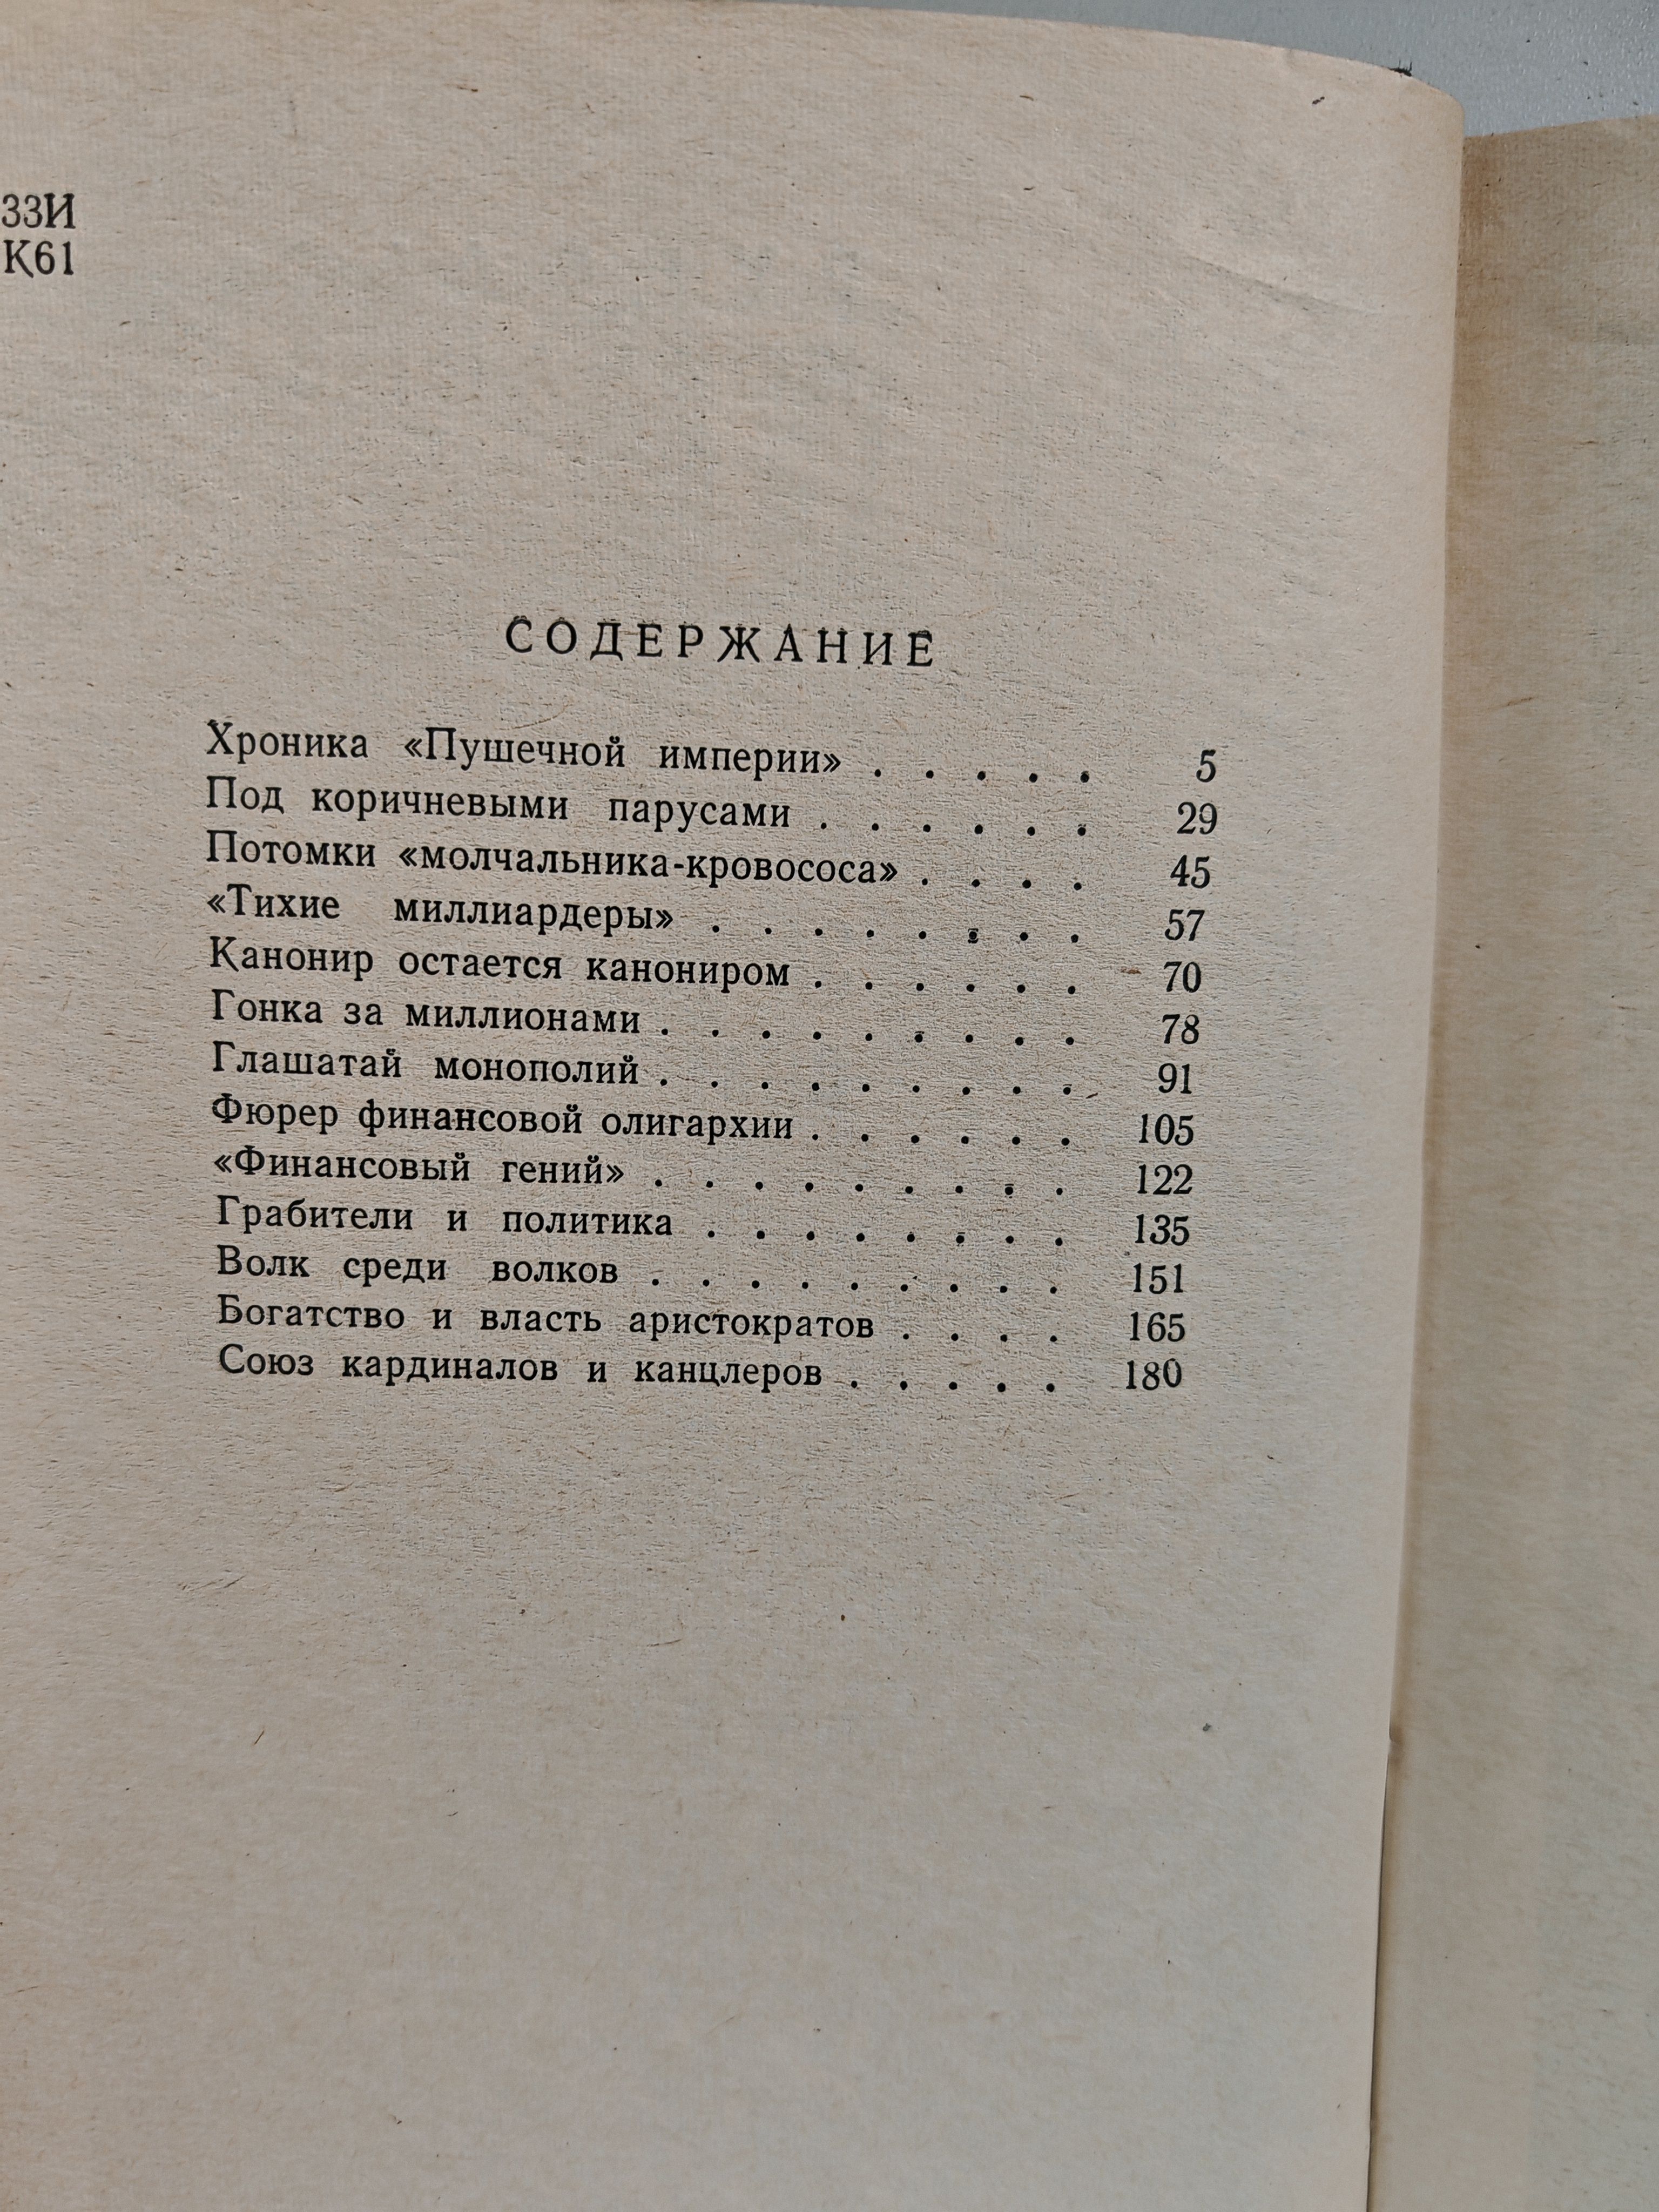 33И
К61
СОДЕРЖАНИЕ
Хроника «Пушечной империи» . . . . . 5
Под коричневыми парусами . . . . . . 29
Потомки «молчальника-кровососа» . . . . 45
«Тихие миллиардеры» . . . . . . . . 57
Канонир остается канониром . . . . . . 70
Гонка за миллионами . . . . . . . . . 78
Глашатай монополий . . . . . . . . . 91
Фюрер финансовой олигархии . . . . . . 105
«Финансовый гений» . . . . . . . . . 122
Грабители и политика . . . . . . . . 135
Волк среди волков . . . . . . . . . 151
Богатство и власть аристократов . . . . 165
Союз кардиналов и канцлеров . . . . . 180